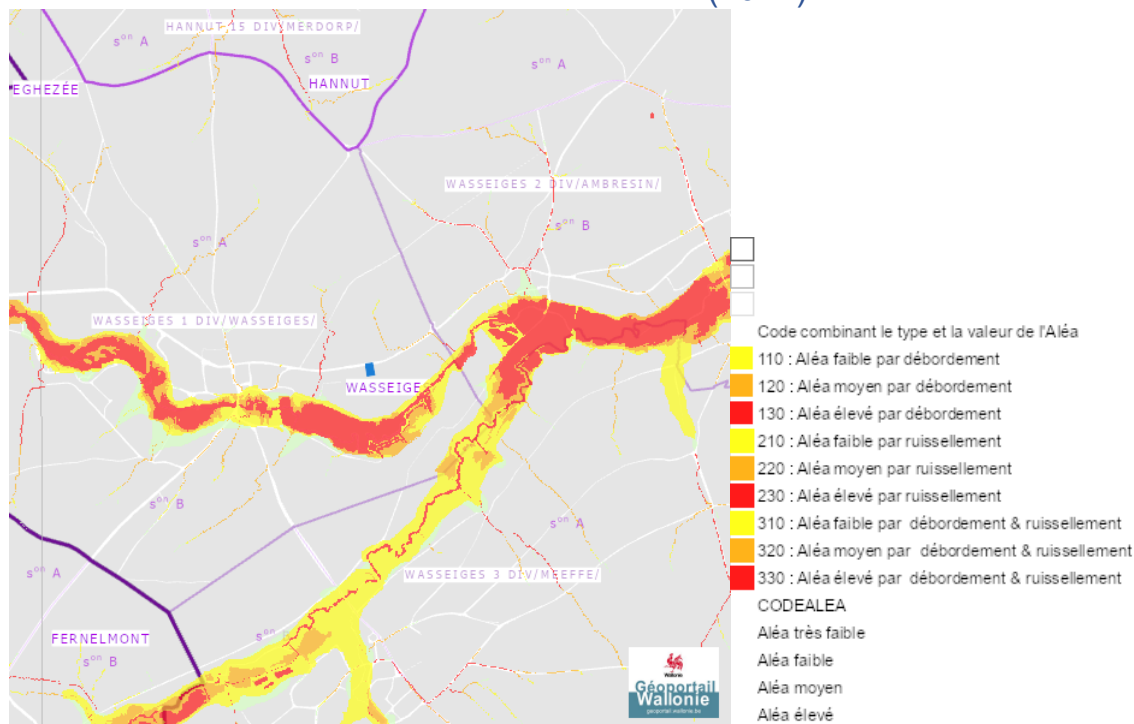 HANNUT 15 DIV/MERDORP/
sᵒⁿ A
sᵒⁿ B
HANNUT
sᵒⁿ A
EGHEZÉE
WASSEIGES 2 DIV/AMBRESIN/
sᵒⁿ B
sᵒⁿ A
WASSEIGES 1 DIV/WASSEIGES/
WASSEIGE
sᵒⁿ B
sᵒⁿ A
sᵒⁿ A
WASSEIGES 3 DIV/MEEFFE/
FERNELMONT
sᵒⁿ B
Wallonie
Géoportail
Wallonie
geoportail.wallonie.be
Code combinant le type et la valeur de l'Aléa
110 : Aléa faible par débordement
120 : Aléa moyen par débordement
130 : Aléa élevé par débordement
210 : Aléa faible par ruissellement
220 : Aléa moyen par ruissellement
230 : Aléa élevé par ruissellement
310 : Aléa faible par débordement & ruissellement
320 : Aléa moyen par débordement & ruissellement
330 : Aléa élevé par débordement & ruissellement
CODEALEA
Aléa très faible
Aléa faible
Aléa moyen
Aléa élevé